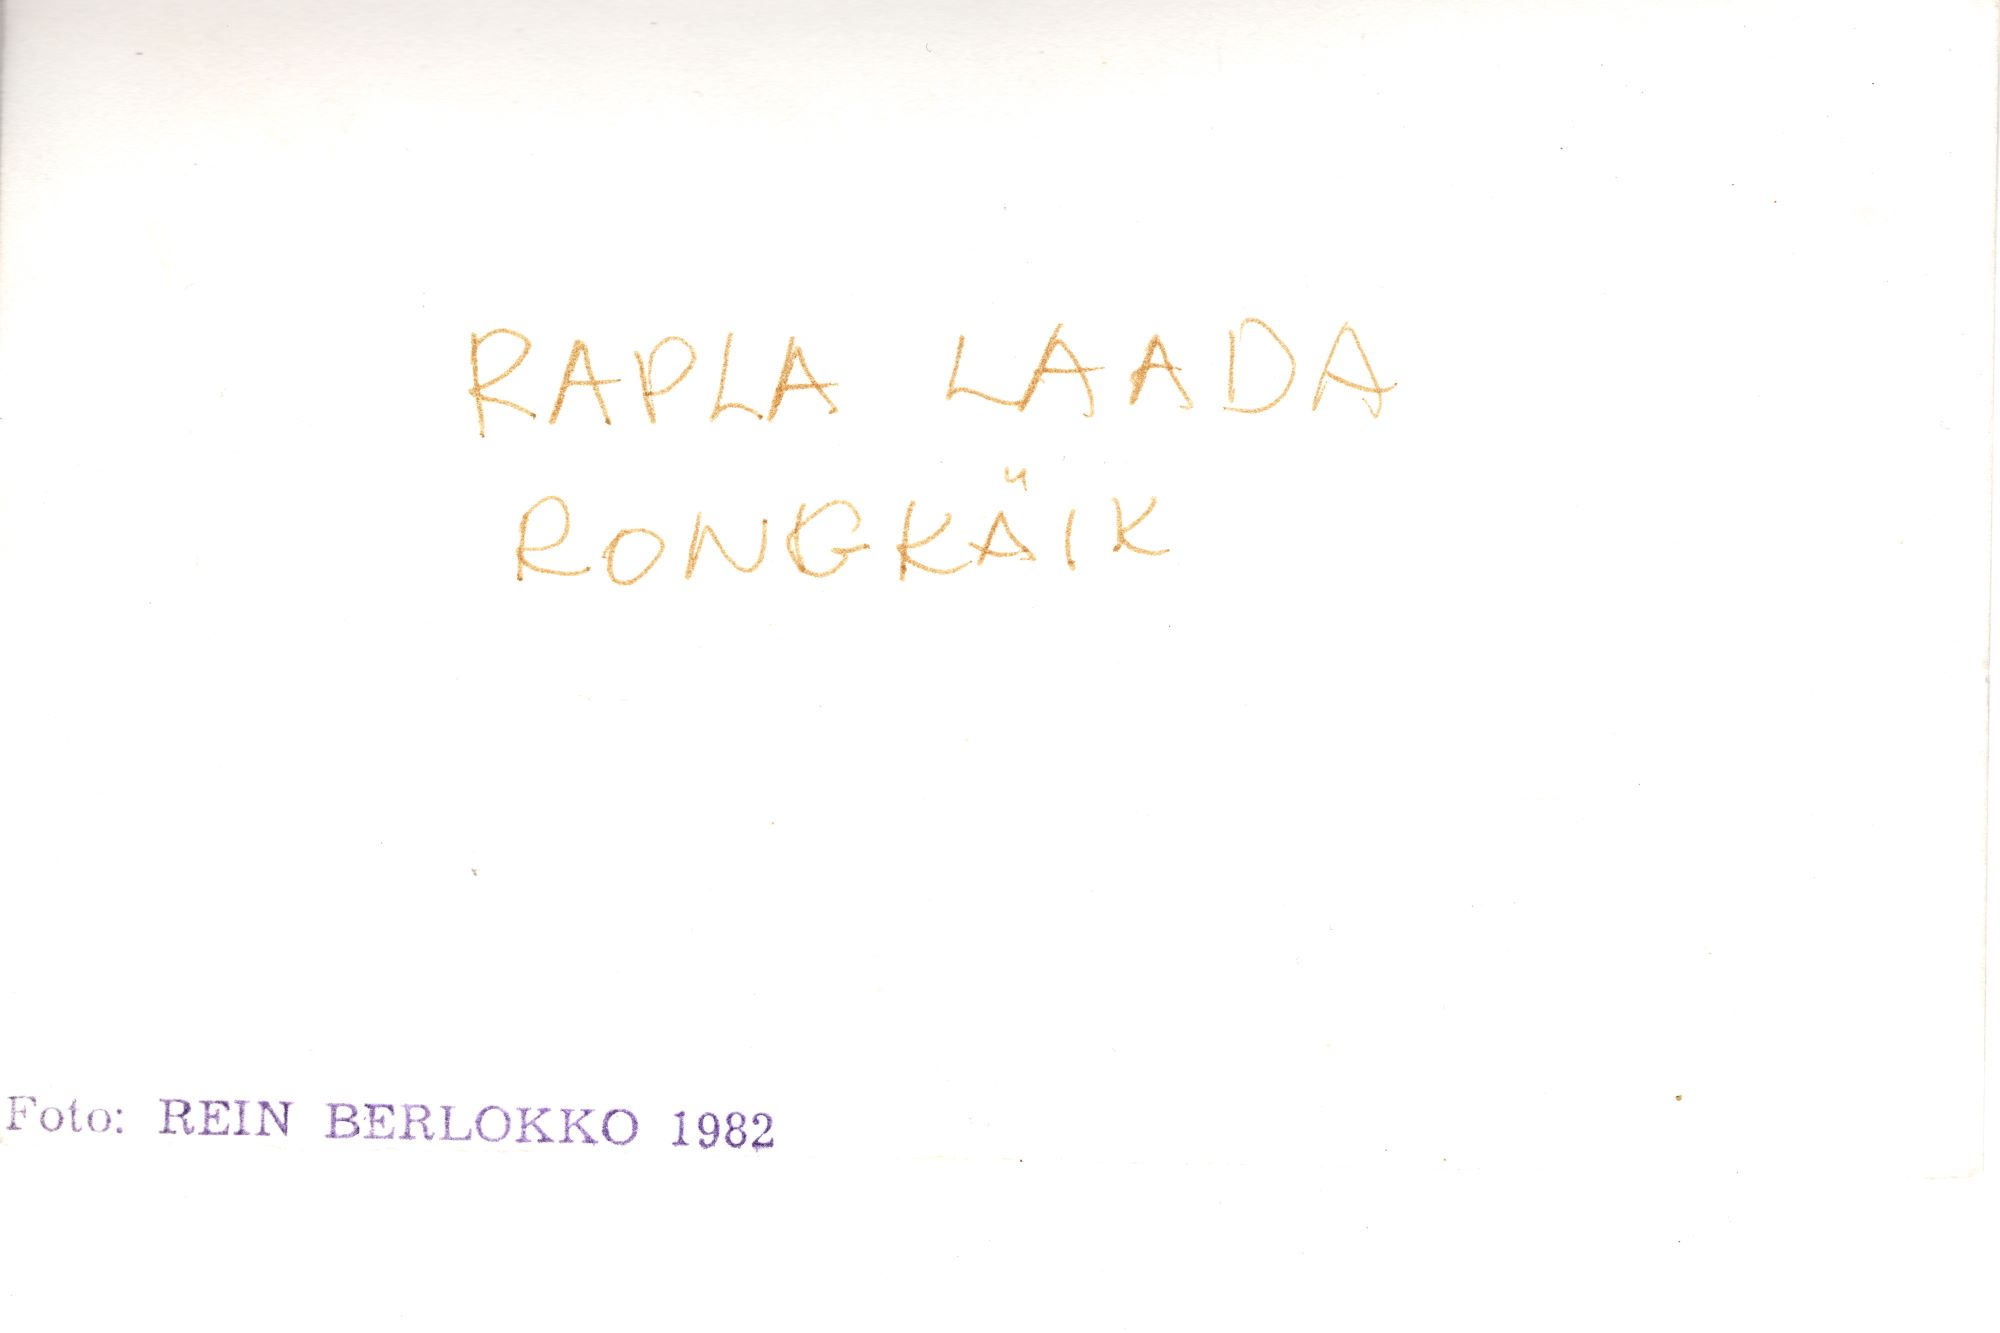 RAPLA LAADA
RONGKÄIK
Foto: REIN BERLOKKO 1982